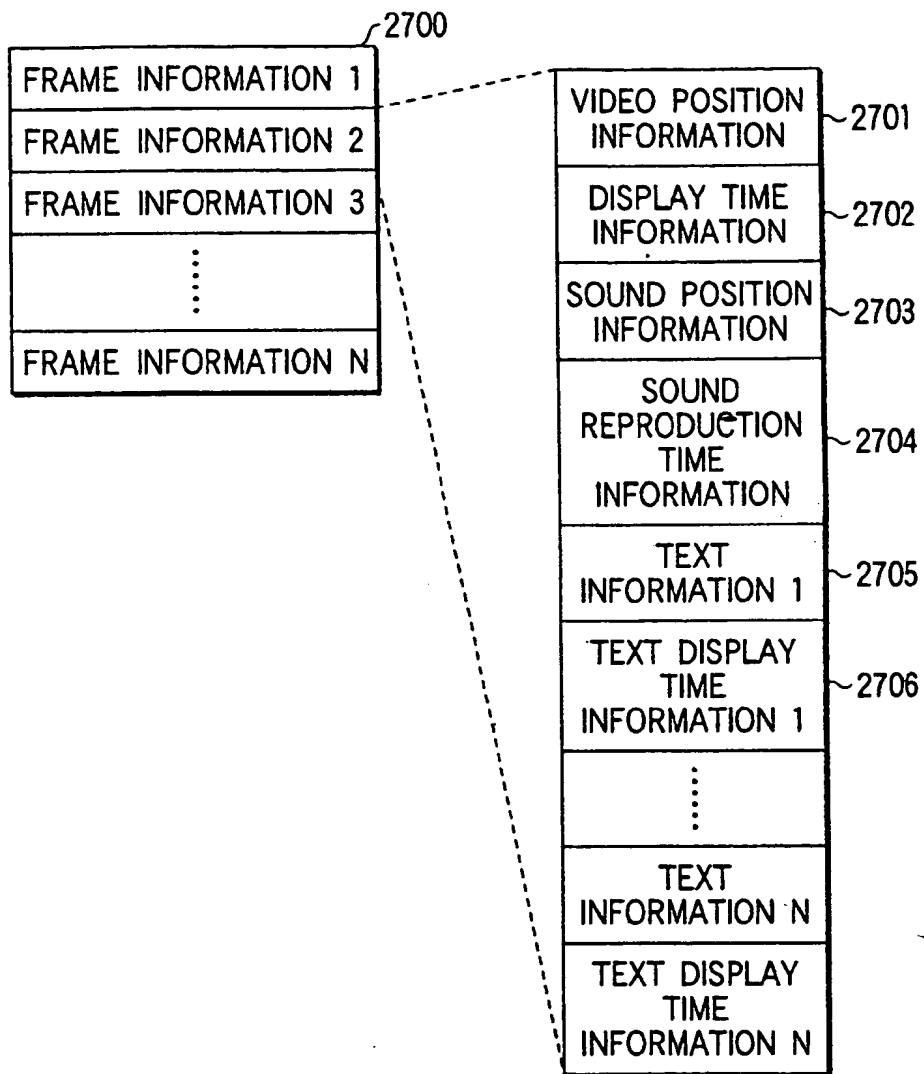 2700
FRAME INFORMATION 1
FRAME INFORMATION 2
FRAME INFORMATION 3
FRAME INFORMATION N
VIDEO POSITION
INFORMATION
2701
DISPLAY TIME
INFORMATION
2702
SOUND POSITION
INFORMATION
2703
SOUND
REPRODUCTION
TIME
INFORMATION
2704
TEXT
INFORMATION 1
2705
TEXT DISPLAY
TIME
INFORMATION 1
2706
TEXT
INFORMATION N
TEXT DISPLAY
TIME
INFORMATION N